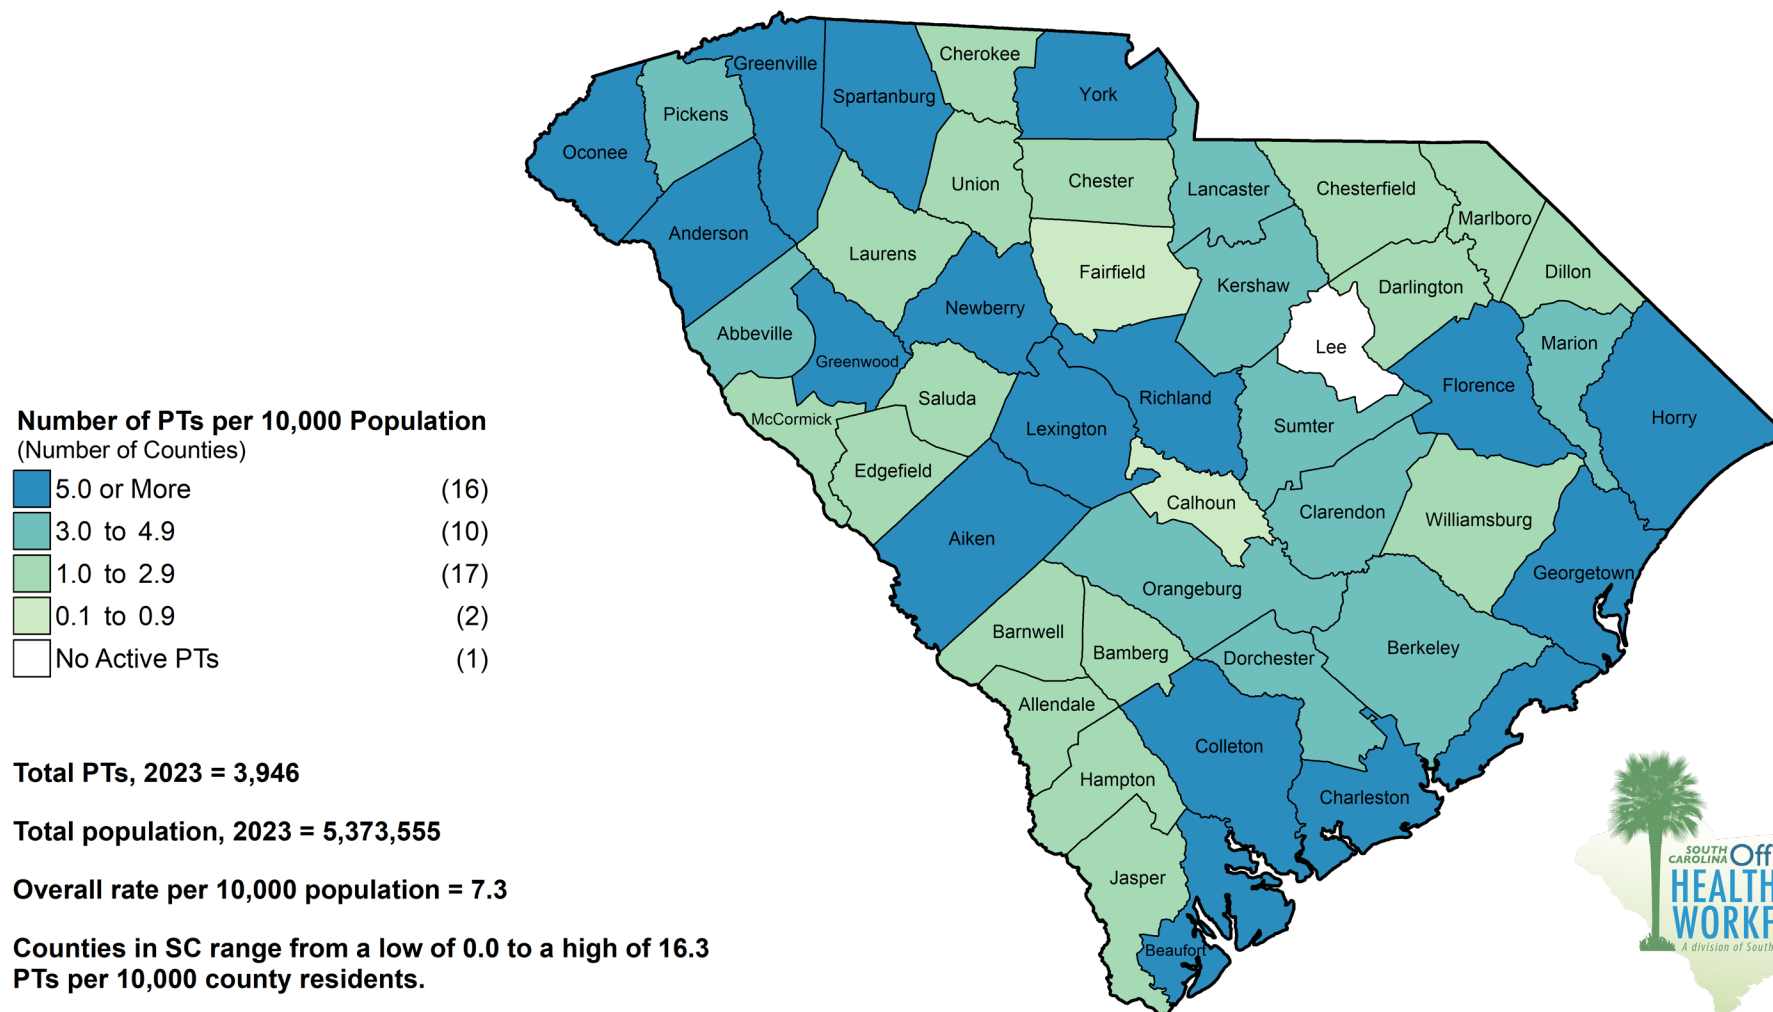 Cherokee
Greenville
York
Spartanburg
Pickens
Oconee
Union
Chester
Lancaster
Chesterfield
Marlboro
Anderson
Laurens
Fairfield
Dillon
Kershaw
Darlington
Newberry
Abbeville
Marion
Lee
Greenwood
Florence
Saluda
Richland
Horry
McCormick
Lexington
Sumter
Edgefield
Calhoun
Clarendon
Williamsburg
Aiken
Georgetown
Orangeburg
Barnwell
Bamberg
Berkeley
Dorchester
Allendale
Colleton
Hampton
Charleston
Jasper
Beaufort
Number of PTs per 10,000 Population
(Number of Counties)
5.0 or More (16)
3.0 to 4.9 (10)
1.0 to 2.9 (17)
0.1 to 0.9 (2)
No Active PTs (1)
Total PTs, 2023 = 3,946
Total population, 2023 = 5,373,555
Overall rate per 10,000 population = 7.3
Counties in SC range from a low of 0.0 to a high of 16.3
PTs per 10,000 county residents.
SOUTH
CAROLINA Off
HEALTH
WORKF
A division of South